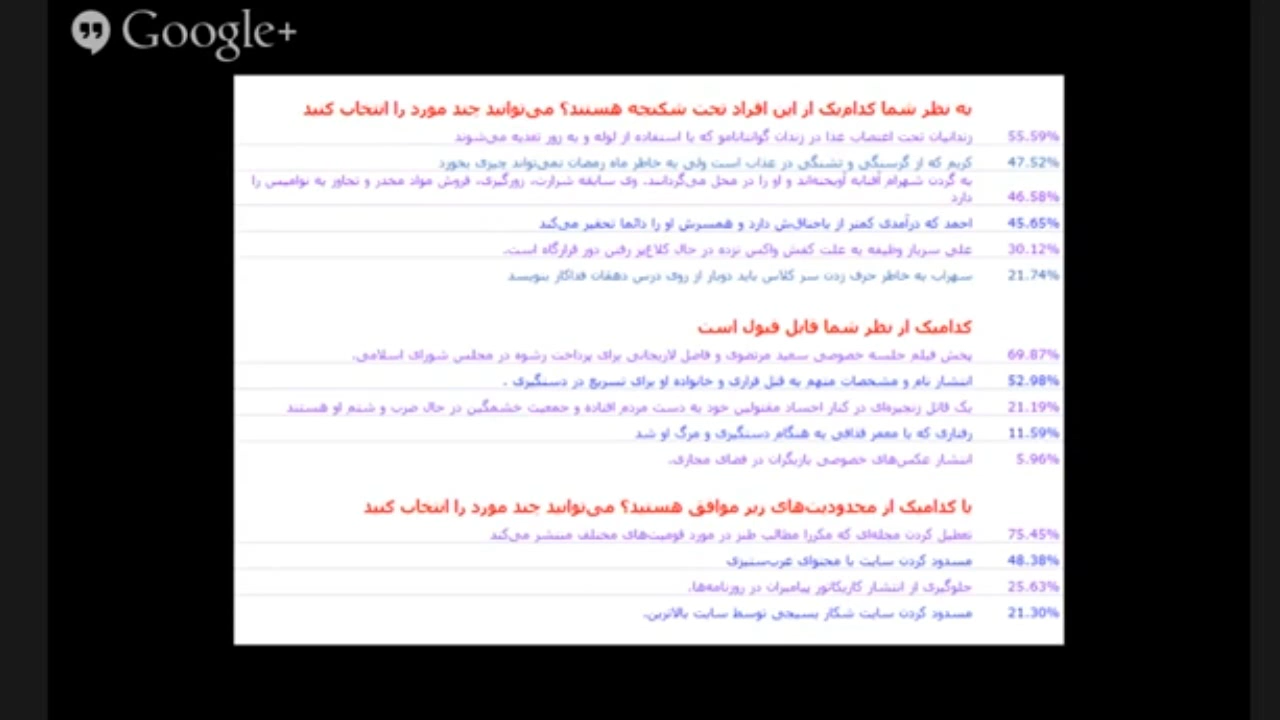 Google+
به نظر شما کدام‌یک از این افراد تحت شکنجه هستند؟ می‌توانید چند مورد را انتخاب کنید
55.59% زندانیان تحت اعتصاب غذا در زندان گوانتانامو که با استفاده از لوله و به زور تغذیه می‌شوند
47.52% کریم که از گرسنگی و تشنگی در عذاب است ولی به خاطر ماه رمضان نمی‌تواند چیزی بخورد
به گردن شهرام آفتابه آویخته‌اند و او را در محل می‌گردانند. وی سابقه شرارت، زورگیری، فروش مواد مخدر و تجاوز به نوامیس را
46.58% دارد
45.65% احمد که درآمدی کمتر از باجناقش دارد و همسرش او را دائما تحقیر می‌کند
30.12% علی سرباز وظیفه به علت کفش واکس نزده در حال کلاغ‌پر رفتن دور قرارگاه است.
21.74% سهراب به خاطر حرف زدن سر کلاس باید دوبار از روی درس دهقان فداکار بنویسد
کدامیک از نظر شما قابل قبول است
69.87% پخش فیلم جلسه خصوصی سعید مرتضوی و فاضل لاریجانی برای پرداخت رشوه در مجلس شورای اسلامی.
52.98% انتشار نام و مشخصات متهم به قتل فراری و خانواده او برای تسریع در دستگیری .
21.19% یک قاتل زنجیره‌ای در کنار اجساد مقتولین خود به دست مردم افتاده و جمعیت خشمگین در حال ضرب و شتم او هستند
11.59% رفتاری که با معمر قذافی به هنگام دستگیری و مرگ او شد
5.96% انتشار عکس‌های خصوصی بازیگران در فضای مجازی.
با کدامیک از محدودیت‌های زیر موافق هستید؟ می‌توانید چند مورد را انتخاب کنید
75.45% تعطیل کردن مجله‌ای که مکررا مطالب طنز در مورد قومیت‌های مختلف منتشر می‌کند
48.38% مسدود کردن سایت با محتوای عرب‌ستیزی
25.63% جلوگیری از انتشار کاریکاتور پیامبران در روزنامه‌ها.
21.30% مسدود کردن سایت شکار بسیجی توسط سایت بالاترین.